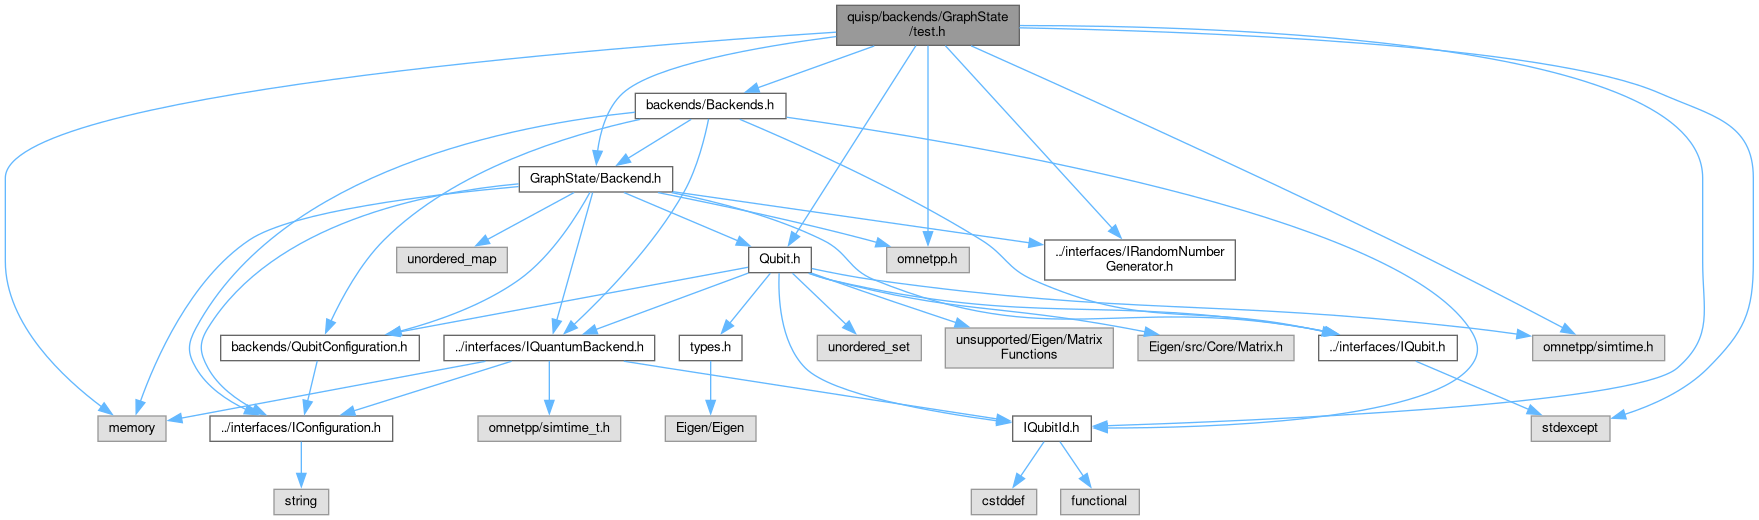 quisp/backends/GraphState
/test.h
backends/Backends.h
GraphState/Backend.h
unordered_map
Qubit.h
omnetpp.h
../interfaces/IRandomNumber
Generator.h
backends/QubitConfiguration.h
../interfaces/IQuantumBackend.h
types.h
unordered_set
unsupported/Eigen/Matrix
Functions
Eigen/src/Core/Matrix.h
../interfaces/IQubit.h
omnetpp/simtime.h
memory
../interfaces/IConfiguration.h
omnetpp/simtime_t.h
Eigen/Eigen
IQubitId.h
stdexcept
string
cstddef
functional